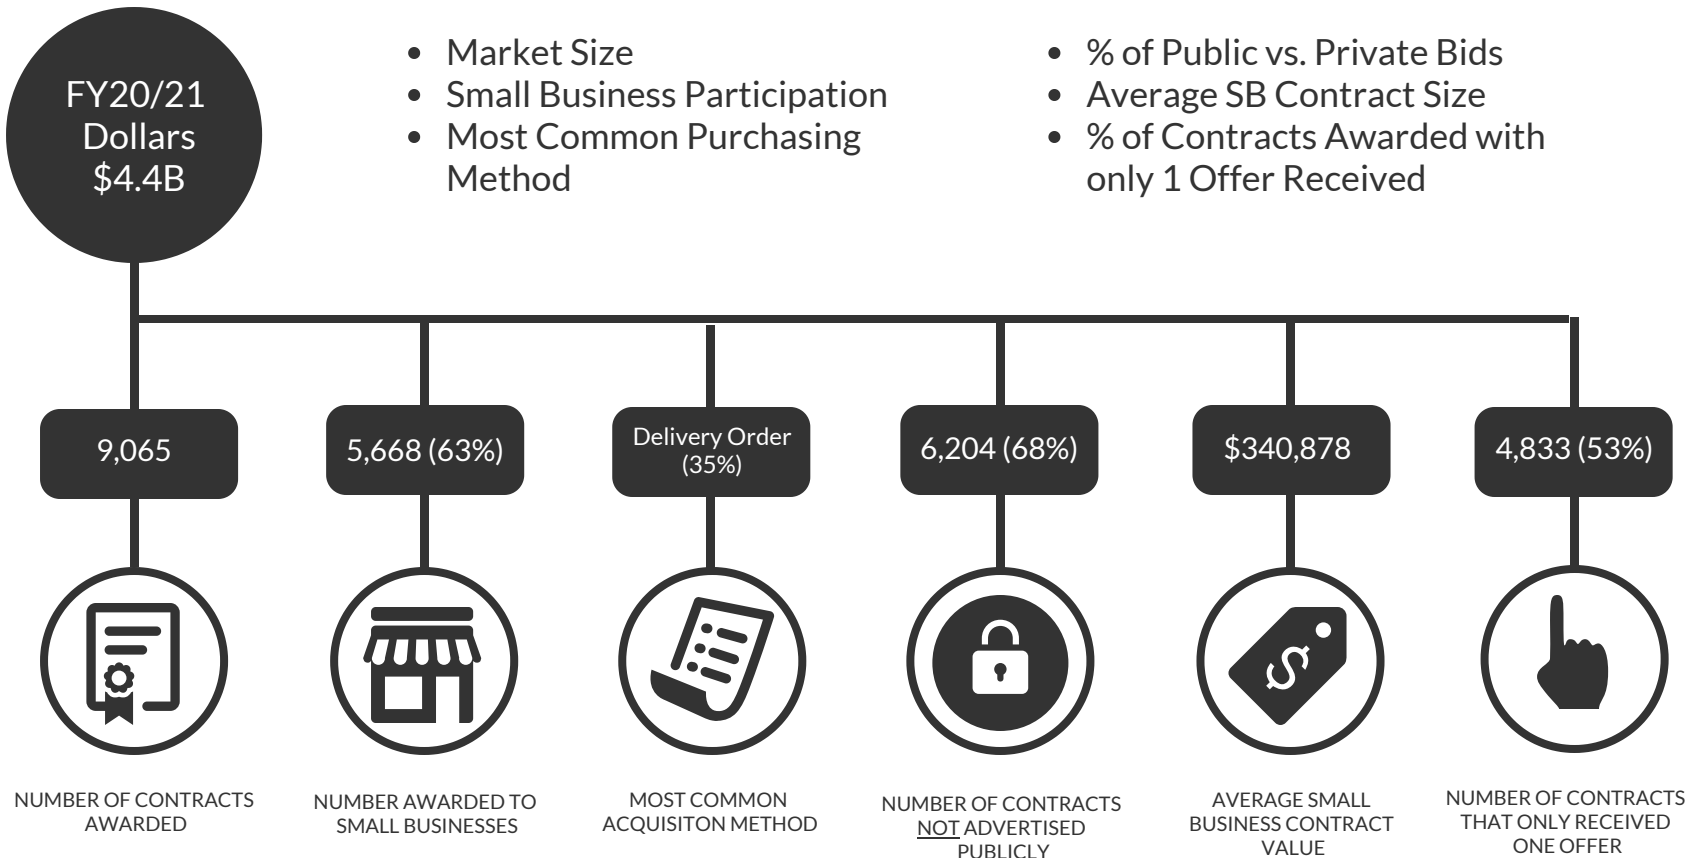 FY20/21
Dollars
$4.4B
• Market Size
• Small Business Participation
• Most Common Purchasing
Method
• % of Public vs. Private Bids
• Average SB Contract Size
• % of Contracts Awarded with
only 1 Offer Received
9,065
5,668 (63%)
Delivery Order
(35%)
6,204 (68%)
$340,878
4,833 (53%)
NUMBER OF CONTRACTS
AWARDED
NUMBER AWARDED TO
SMALL BUSINESSES
MOST COMMON
ACQUISITON METHOD
NUMBER OF CONTRACTS
NOT ADVERTISED
PUBLICLY
AVERAGE SMALL
BUSINESS CONTRACT
VALUE
NUMBER OF CONTRACTS
THAT ONLY RECEIVED
ONE OFFER